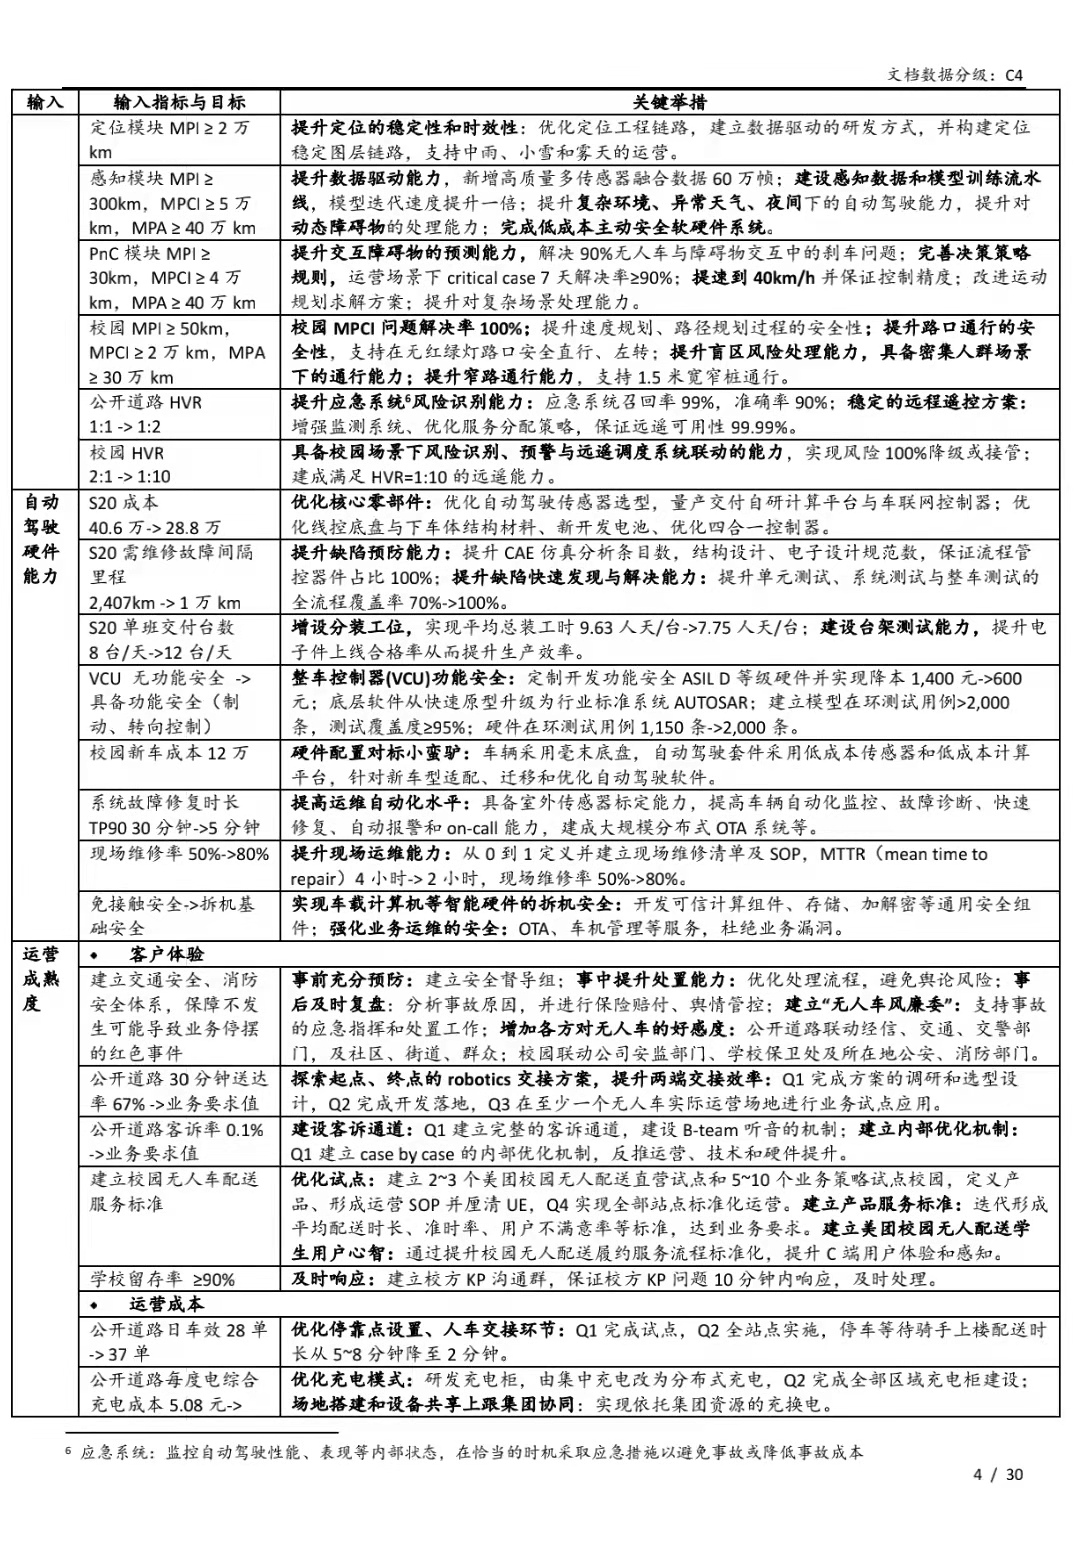 文档数据分级：C4
输入
输入指标与目标
关键举措
定位模块 MPI ≥ 2 万
km
提升定位的稳定性和时效性：优化定位工程链路，建立数据驱动的研发方式，并构建定位
稳定图层链路，支持中雨、小雪和雾天的运营。
感知模块 MPI ≥
300km，MPCI ≥ 5 万
km，MPA ≥ 40 万 km
提升数据驱动能力，新增高质量多传感器融合数据 60 万帧；建设感知数据和模型训练流水
线，模型迭代速度提升一倍；提升复杂环境、异常天气、夜间下的自动驾驶能力，提升对
动态障碍物的处理能力；完成低成本主动安全软硬件系统。
PnC 模块 MPI ≥
30km，MPCI ≥ 4 万
km，MPA ≥ 40 万 km
提升交互障碍物的预测能力，解决 90%无人车与障碍物交互中的刹车问题；完善决策策略
规则，运营场景下 critical case 7 天解决率≥90%；提速到 40km/h 并保证控制精度；改进运动
规划求解方案；提升对复杂场景处理能力。
校园 MPI ≥ 50km，
MPCI ≥ 2 万 km，MPA
≥ 30 万 km
校园 MPCI 问题解决率 100%；提升速度规划、路径规划过程的安全性；提升路口通行的安
全性，支持在无红绿灯路口安全直行、左转；提升盲区风险处理能力，具备密集人群场景
下的通行能力；提升窄路通行能力，支持 1.5 米宽窄桩通行。
公开道路 HVR
1:1 -> 1:2
提升应急系统⁶风险识别能力：应急系统召回率 99%，准确率 90%；稳定的远程遥控方案：
增强监测系统、优化服务分配策略，保证远遥可用性 99.99%。
校园 HVR
2:1 -> 1:10
具备校园场景下风险识别、预警与远遥调度系统联动的能力，实现风险 100%降级或接管；
建成满足 HVR=1:10 的远遥能力。
自动
驾驶
硬件
能力
S20 成本
40.6 万-> 28.8 万
优化核心零部件：优化自动驾驶传感器选型，量产交付自研计算平台与车联网控制器；优
化线控底盘与下车体结构材料、新开发电池、优化四合一控制器。
S20 需维修故障间隔
里程
2,407km -> 1 万 km
提升缺陷预防能力：提升 CAE 仿真分析条目数，结构设计、电子设计规范数，保证流程管
控器件占比 100%；提升缺陷快速发现与解决能力：提升单元测试、系统测试与整车测试的
全流程覆盖率 70%->100%。
S20 单班交付台数
8 台/天->12 台/天
增设分装工位，实现平均总装工时 9.63 人天/台->7.75 人天/台；建设台架测试能力，提升电
子件上线合格率从而提升生产效率。
VCU 无功能安全 ->
具备功能安全（制
动、转向控制）
整车控制器(VCU)功能安全：定制开发功能安全 ASIL D 等级硬件并实现降本 1,400 元->600
元；底层软件从快速原型升级为行业标准系统 AUTOSAR；建立模型在环测试用例>2,000
条，测试覆盖度≥95%；硬件在环测试用例 1,150 条->2,000 条。
校园新车成本 12 万
硬件配置对标小蛮驴：车辆采用毫末底盘，自动驾驶套件采用低成本传感器和低成本计算
平台，针对新车型适配、迁移和优化自动驾驶软件。
系统故障修复时长
TP90 30 分钟->5 分钟
提高运维自动化水平：具备室外传感器标定能力，提高车辆自动化监控、故障诊断、快速
修复、自动报警和 on-call 能力，建成大规模分布式 OTA 系统等。
现场维修率 50%->80%
提升现场运维能力：从 0 到 1 定义并建立现场维修清单及 SOP，MTTR（mean time to
repair）4 小时-> 2 小时，现场维修率 50%->80%。
免接触安全->拆机基
础安全
实现车载计算机等智能硬件的拆机安全：开发可信计算组件、存储、加解密等通用安全组
件；强化业务运维的安全：OTA、车机管理等服务，杜绝业务漏洞。
运营
成熟
度
• 客户体验
建立交通安全、消防
安全体系，保障不发
生可能导致业务停摆
的红色事件
事前充分预防：建立安全督导组；事中提升处置能力：优化处理流程，避免舆论风险；事
后及时复盘：分析事故原因，并进行保险赔付、舆情管控；建立“无人车风廉委”：支持事故
的应急指挥和处置工作；增加各方对无人车的好感度：公开道路联动经信、交通、交警部
门，及社区、街道、群众；校园联动公司安监部门、学校保卫处及所在地公安、消防部门。
公开道路 30 分钟送达
率 67% ->业务要求值
探索起点、终点的 robotics 交接方案，提升两端交接效率：Q1 完成方案的调研和选型设
计，Q2 完成开发落地，Q3 在至少一个无人车实际运营场地进行业务试点应用。
公开道路客诉率 0.1%
->业务要求值
建设客诉通道：Q1 建立完整的客诉通道，建设 B-team 听音的机制；建立内部优化机制：
Q1 建立 case by case 的内部优化机制，反推运营、技术和硬件提升。
建立校园无人车配送
服务标准
优化试点：建立 2~3 个美团校园无人配送直营试点和 5~10 个业务策略试点校园，定义产
品、形成运营 SOP 并厘清 UE，Q4 实现全部站点标准化运营。建立产品服务标准：迭代形成
平均配送时长、准时率、用户不满意率等标准，达到业务要求。建立美团校园无人配送学
生用户心智：通过提升校园无人配送履约服务流程标准化，提升 C 端用户体验和感知。
学校留存率 ≥90%
及时响应：建立校方 KP 沟通群，保证校方 KP 问题 10 分钟内响应，及时处理。
• 运营成本
公开道路日车效 28 单
-> 37 单
优化停靠点设置、人车交接环节：Q1 完成试点，Q2 全站点实施，停车等待骑手上楼配送时
长从 5~8 分钟降至 2 分钟。
公开道路每度电综合
充电成本 5.08 元->
优化充电模式：研发充电柜，由集中充电改为分布式充电，Q2 完成全部区域充电柜建设；
场地搭建和设备共享上跟集团协同：实现依托集团资源的充换电。
⁶ 应急系统：监控自动驾驶性能、表现等内部状态，在恰当的时机采取应急措施以避免事故或降低事故成本
4 / 30